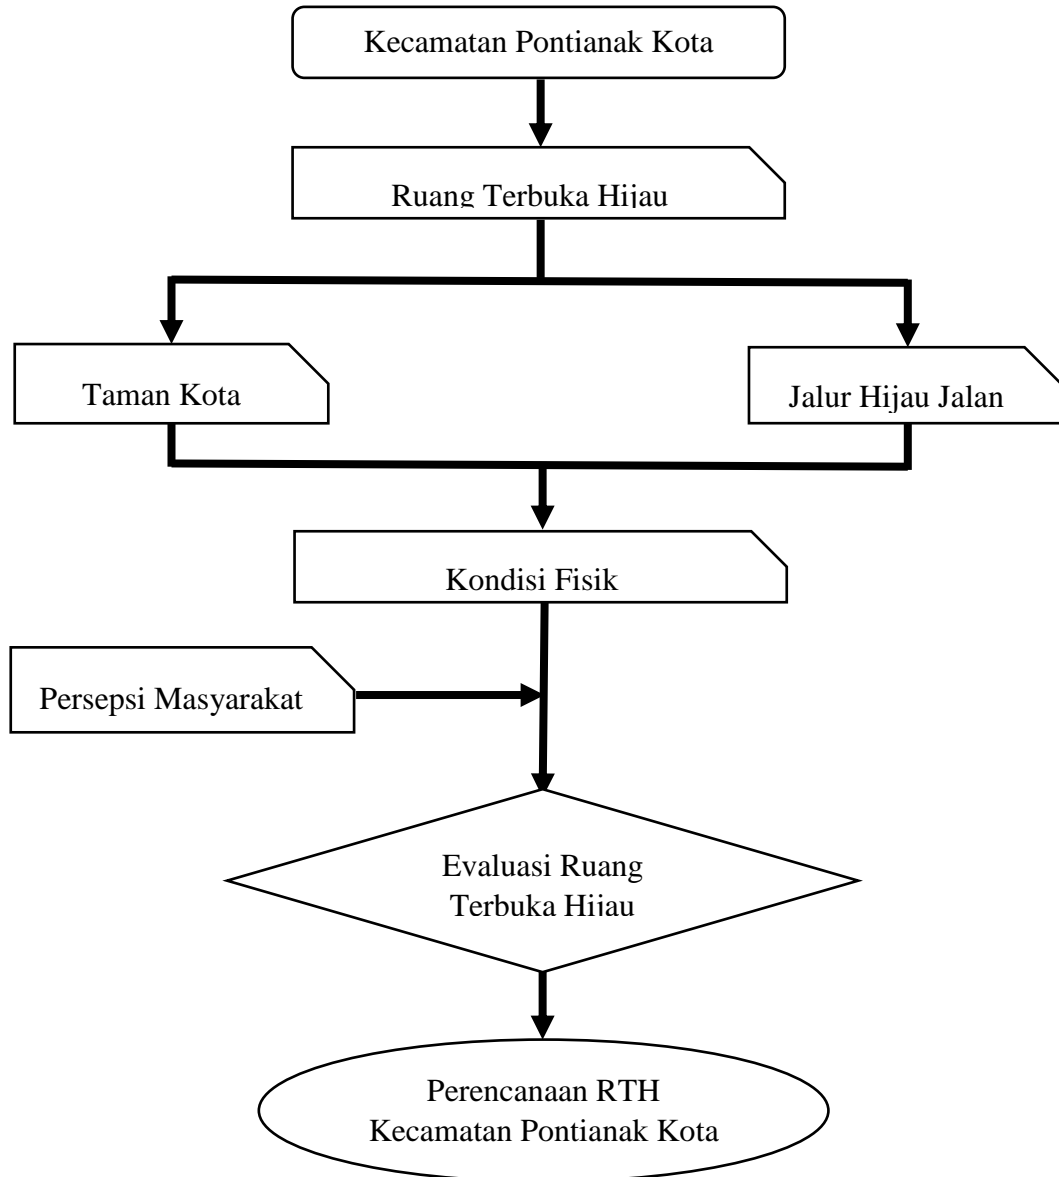 Kecamatan Pontianak Kota
Ruang Terbuka Hijau
Taman Kota
Jalur Hijau Jalan
Kondisi Fisik
Persepsi Masyarakat
Evaluasi Ruang
Terbuka Hijau
Perencanaan RTH
Kecamatan Pontianak Kota